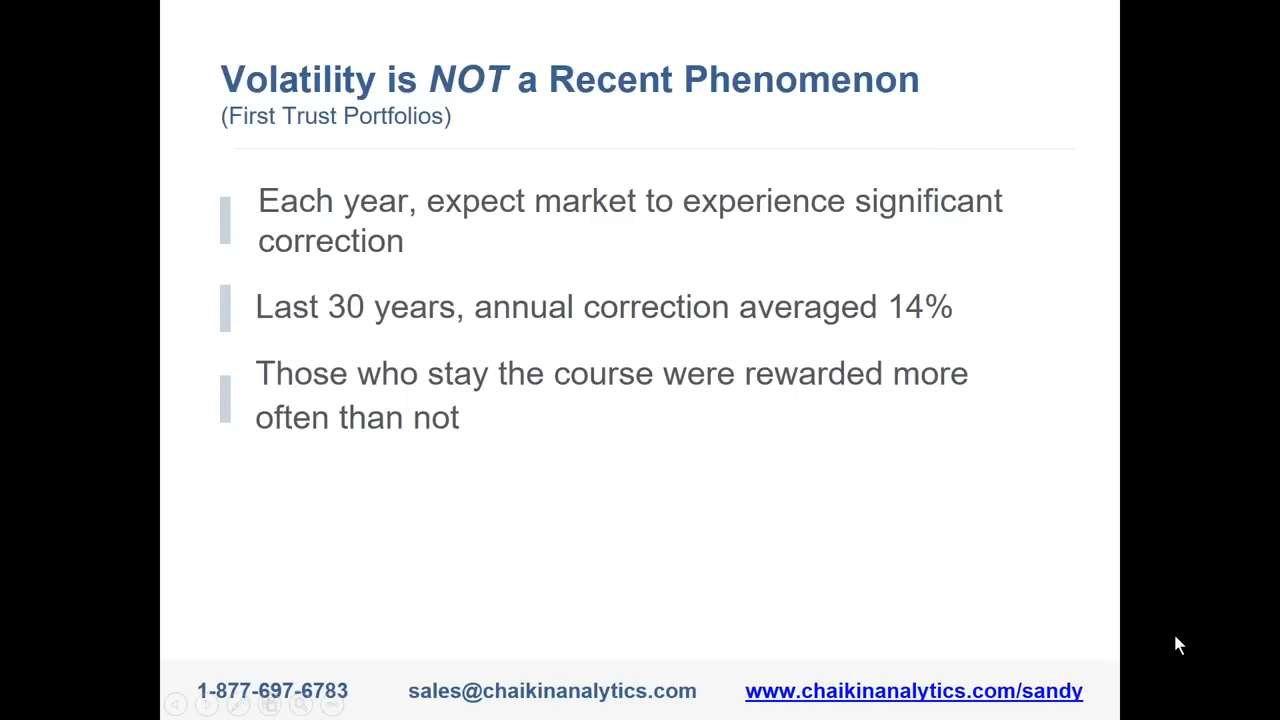 Volatility is NOT a Recent Phenomenon
(First Trust Portfolios)
Each year, expect market to experience significant
correction
Last 30 years, annual correction averaged 14%
Those who stay the course were rewarded more
often than not
1-877-697-6783 sales@chaikinanalytics.com www.chaikinanalytics.com/sandy